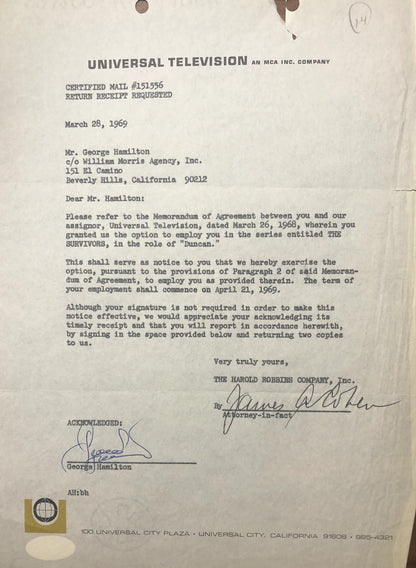 14
UNIVERSAL TELEVISION AN MCA INC. COMPANY
CERTIFIED MAIL #151556
RETURN RECEIPT REQUESTED
March 28, 1969
Mr. George Hamilton
c/o William Morris Agency, Inc.
151 El Camino
Beverly Hills, California 90212
Dear Mr. Hamilton:
Please refer to the Memorandum of Agreement between you and our
assignor, Universal Television, dated March 26, 1968, wherein you
granted us the option to employ you in the series entitled THE
SURVIVORS, in the role of "Duncan."
This shall serve as notice to you that we hereby exercise the
option, pursuant to the provisions of Paragraph 2 of said Memoran-
dum of Agreement, to employ you as provided therein. The term of
your employment shall commence on April 21, 1969.
Although your signature is not required in order to make this
notice effective, we would appreciate your acknowledging its
timely receipt and that you will report in accordance herewith,
by signing in the space provided below and returning two copies
to us.
Very truly yours,
THE HAROLD ROBBINS COMPANY, Inc.
By James A Cohen
Attorney-in-fact
ACKNOWLEDGED:
George Hamilton
AH:bh
100 UNIVERSAL CITY PLAZA · UNIVERSAL CITY, CALIFORNIA 91608 · 985-4321